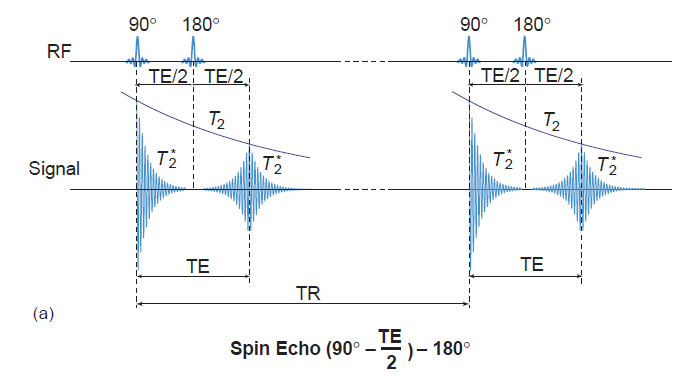 90° 180° 90° 180°
RF
TE/2 TE/2 TE/2 TE/2
T₂ T₂
Signal T₂* T₂* T₂* T₂*
TE TE
TR
(a)
Spin Echo (90° – TE/2) – 180°